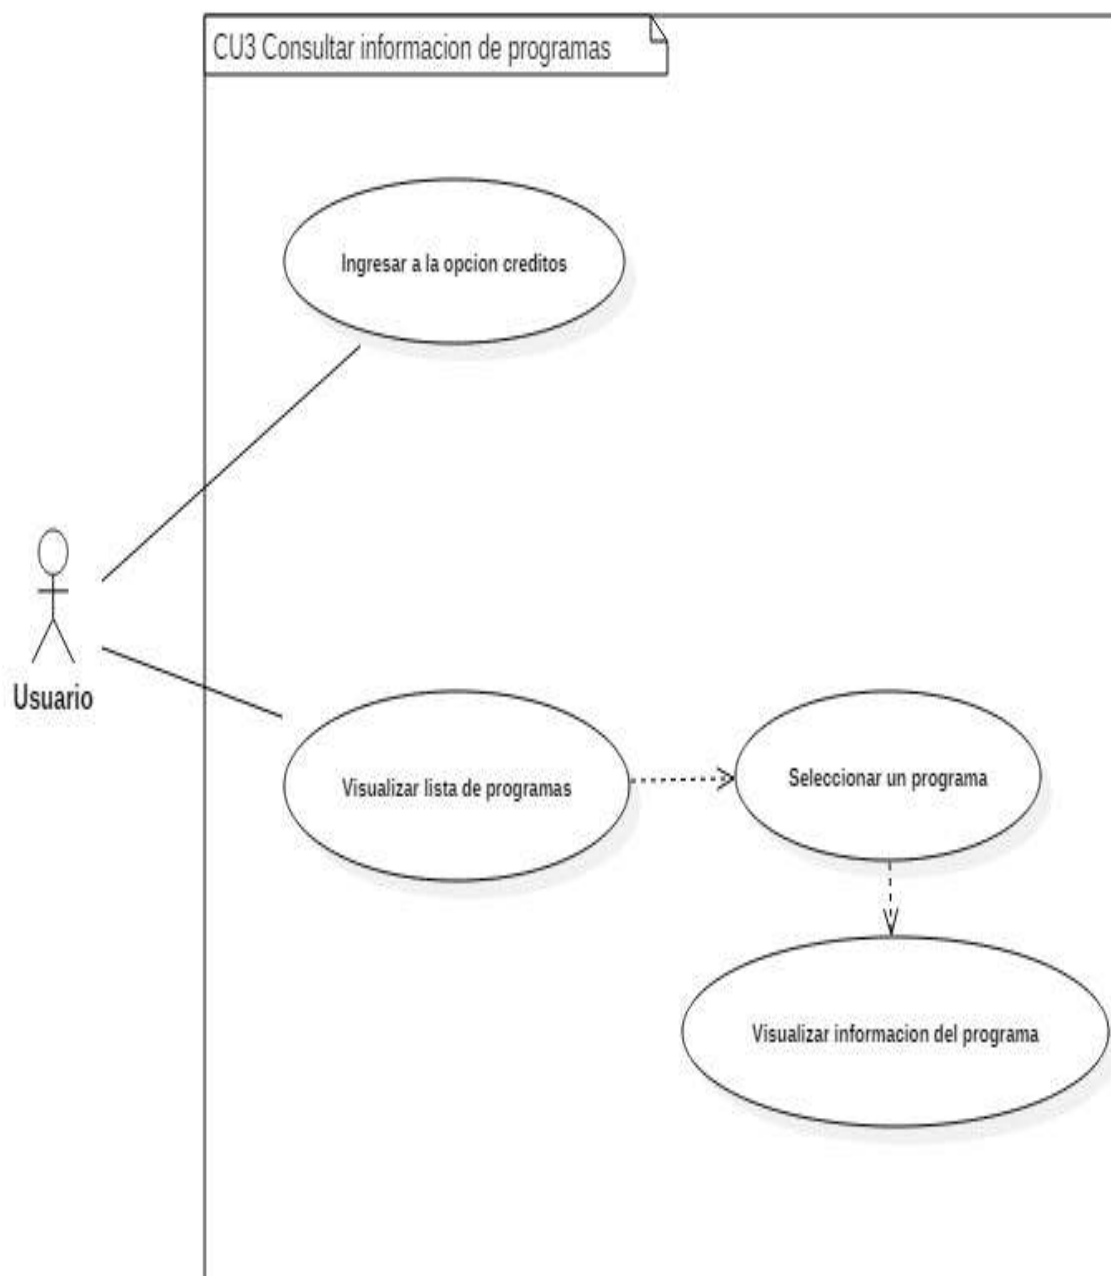 CU3 Consultar informacion de programas
Ingresar a la opcion creditos
Usuario
Visualizar lista de programas
Seleccionar un programa
Visualizar informacion del programa